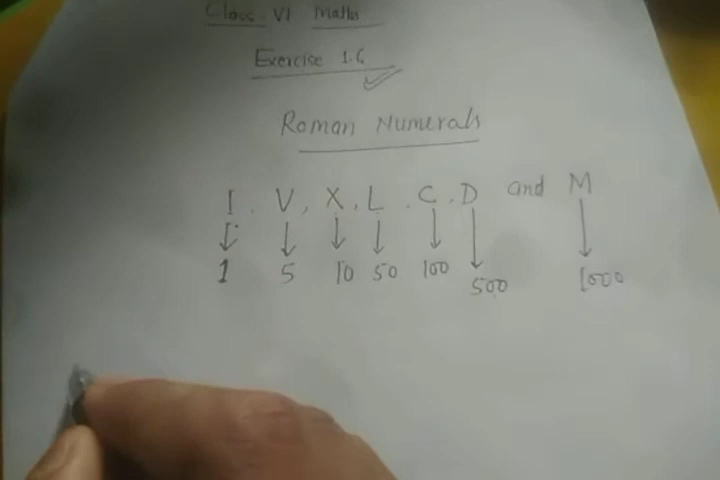 Class VI Maths
Exercise 1.6
Roman Numerals
I, V, X, L, C, D and M
1 5 10 50 100 500 1000